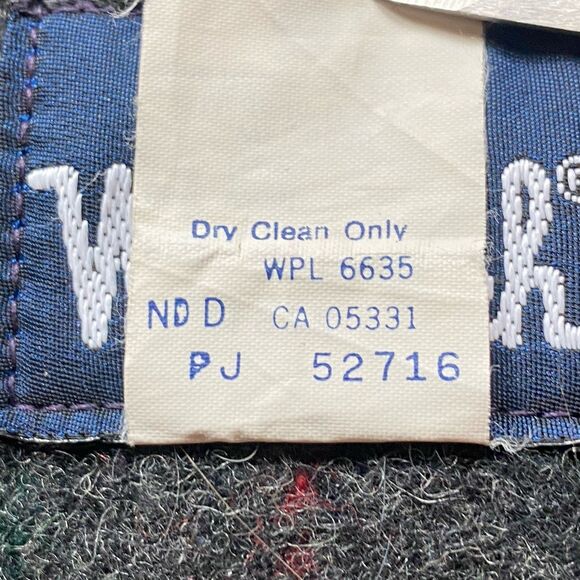 Dry Clean Only
WPL 6635
ND D CA 05331
PJ 52716